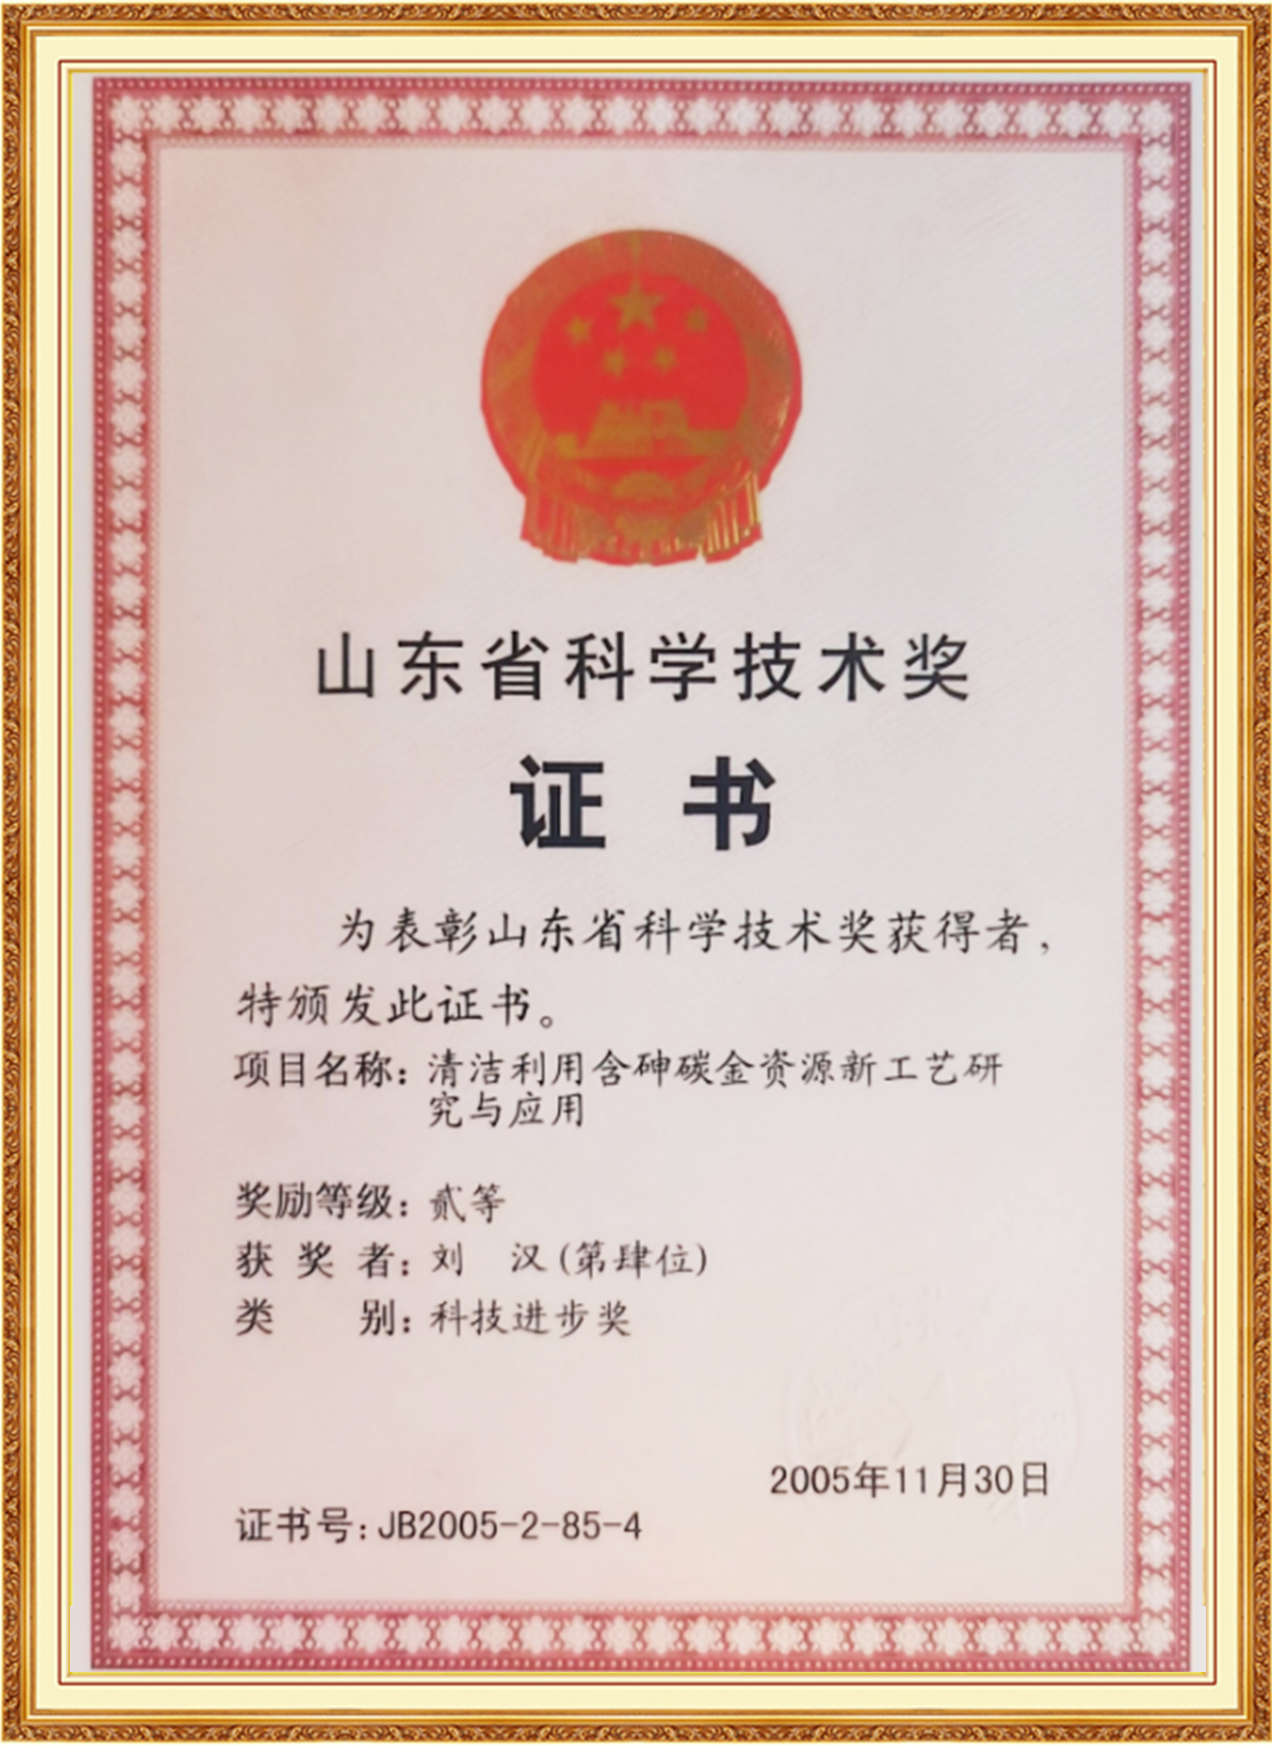 山东省科学技术奖
证书
为表彰山东省科学技术奖获得者，
特颁发此证书。
项目名称：清洁利用含砷碳金资源新工艺研
究与应用
奖励等级：贰等
获奖者：刘 汉（第肆位）
类别：科技进步奖
2005年11月30日
证书号：JB2005-2-85-4